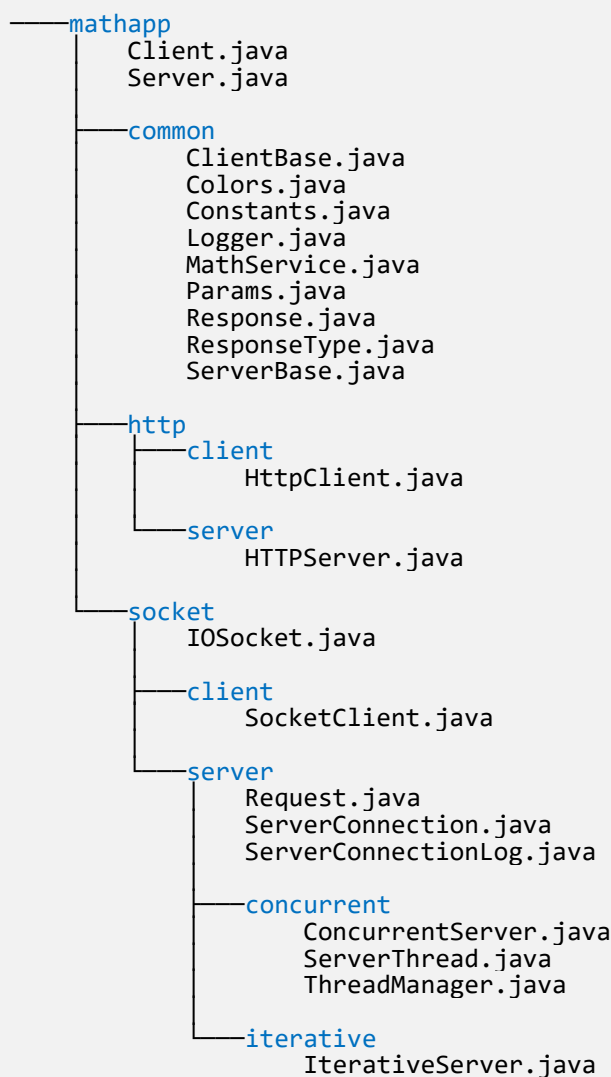 mathapp
Client.java
Server.java
common
ClientBase.java
Colors.java
Constants.java
Logger.java
MathService.java
Params.java
Response.java
ResponseType.java
ServerBase.java
http
client
HttpClient.java
server
HTTPServer.java
socket
IOSocket.java
client
SocketClient.java
server
Request.java
ServerConnection.java
ServerConnectionLog.java
concurrent
ConcurrentServer.java
ServerThread.java
ThreadManager.java
iterative
IterativeServer.java